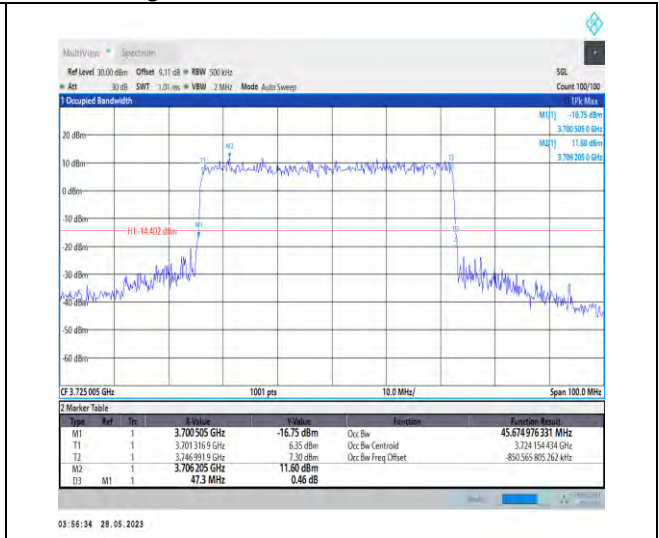 MultiView Spectrum
Ref Level 30.00 dBm Offset 9.11 dB RBW 500 kHz SGL
Att 30 dB SWT 1.01 ms VBW 2 MHz Mode Auto Sweep Count 100/100
1 Occupied Bandwidth 1Pk Max
M1[1] -16.75 dBm
3.700 505 0 GHz
M2[1] 11.60 dBm
3.706 205 0 GHz
20 dBm
M2
T1 T2
10 dBm
0 dBm
-10 dBm
M1
H1 -14.402 dBm
D3
-20 dBm
-30 dBm
-40 dBm
-50 dBm
-60 dBm
CF 3.725 005 GHz 1001 pts 10.0 MHz/ Span 100.0 MHz
2 Marker Table
Type Ref Trc X-Value Y-Value Function Function Result
M1 1 3.700 505 GHz -16.75 dBm Occ Bw 45.674 976 331 MHz
T1 1 3.701 316 9 GHz 6.35 dBm Occ Bw Centroid 3.724 154 434 GHz
T2 1 3.746 991 9 GHz 7.30 dBm Occ Bw Freq Offset -850.565 805 262 kHz
M2 1 3.706 205 GHz 11.60 dBm
D3 M1 1 47.3 MHz 0.46 dB
03:56:34 28.05.2023